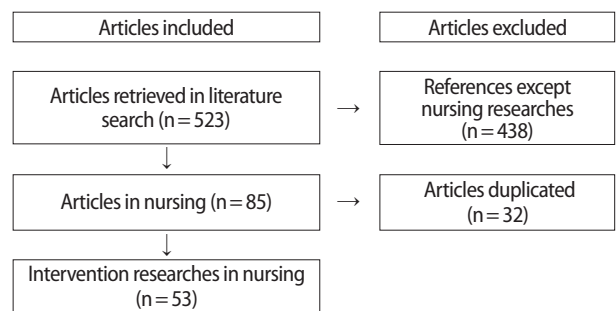 Articles included
Articles excluded
Articles retrieved in literature
search (n=523)
→
References except
nursing researches
(n=438)
↓
Articles in nursing (n=85)
→
Articles duplicated
(n=32)
↓
Intervention researches in nursing
(n=53)